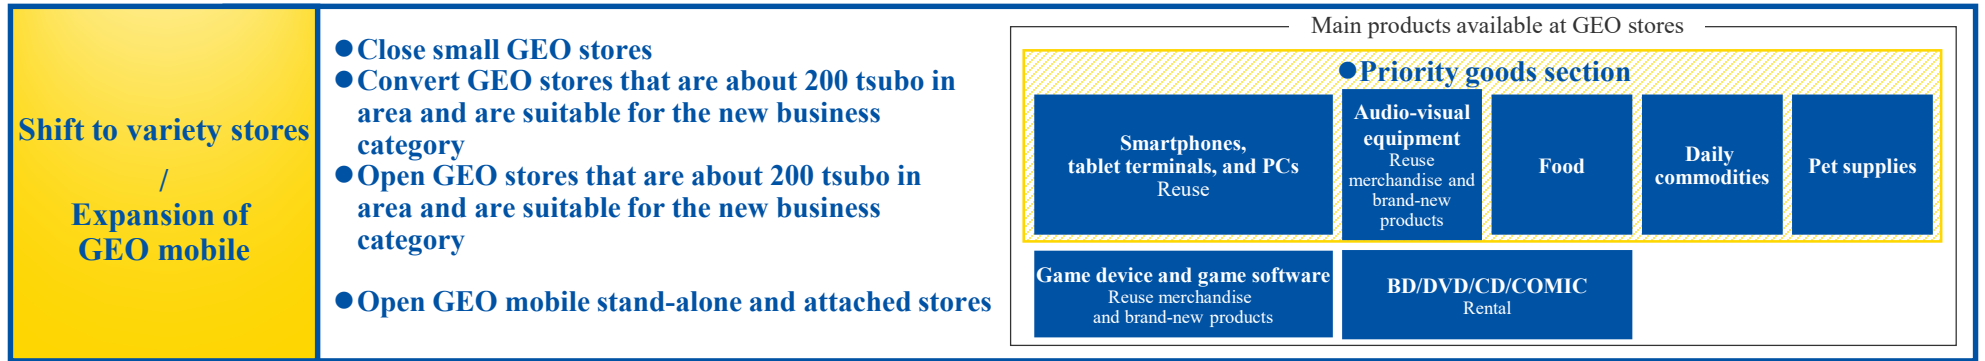 Shift to variety stores
/
Expansion of
GEO mobile
●Close small GEO stores
●Convert GEO stores that are about 200 tsubo in
area and are suitable for the new business
category
●Open GEO stores that are about 200 tsubo in
area and are suitable for the new business
category
●Open GEO mobile stand-alone and attached stores
Main products available at GEO stores
●Priority goods section
Smartphones,
tablet terminals, and PCs
Reuse
Audio-visual
equipment
Reuse
merchandise and
brand-new
products
Food
Daily
commodities
Pet supplies
Game device and game software
Reuse merchandise
and brand-new products
BD/DVD/CD/COMIC
Rental